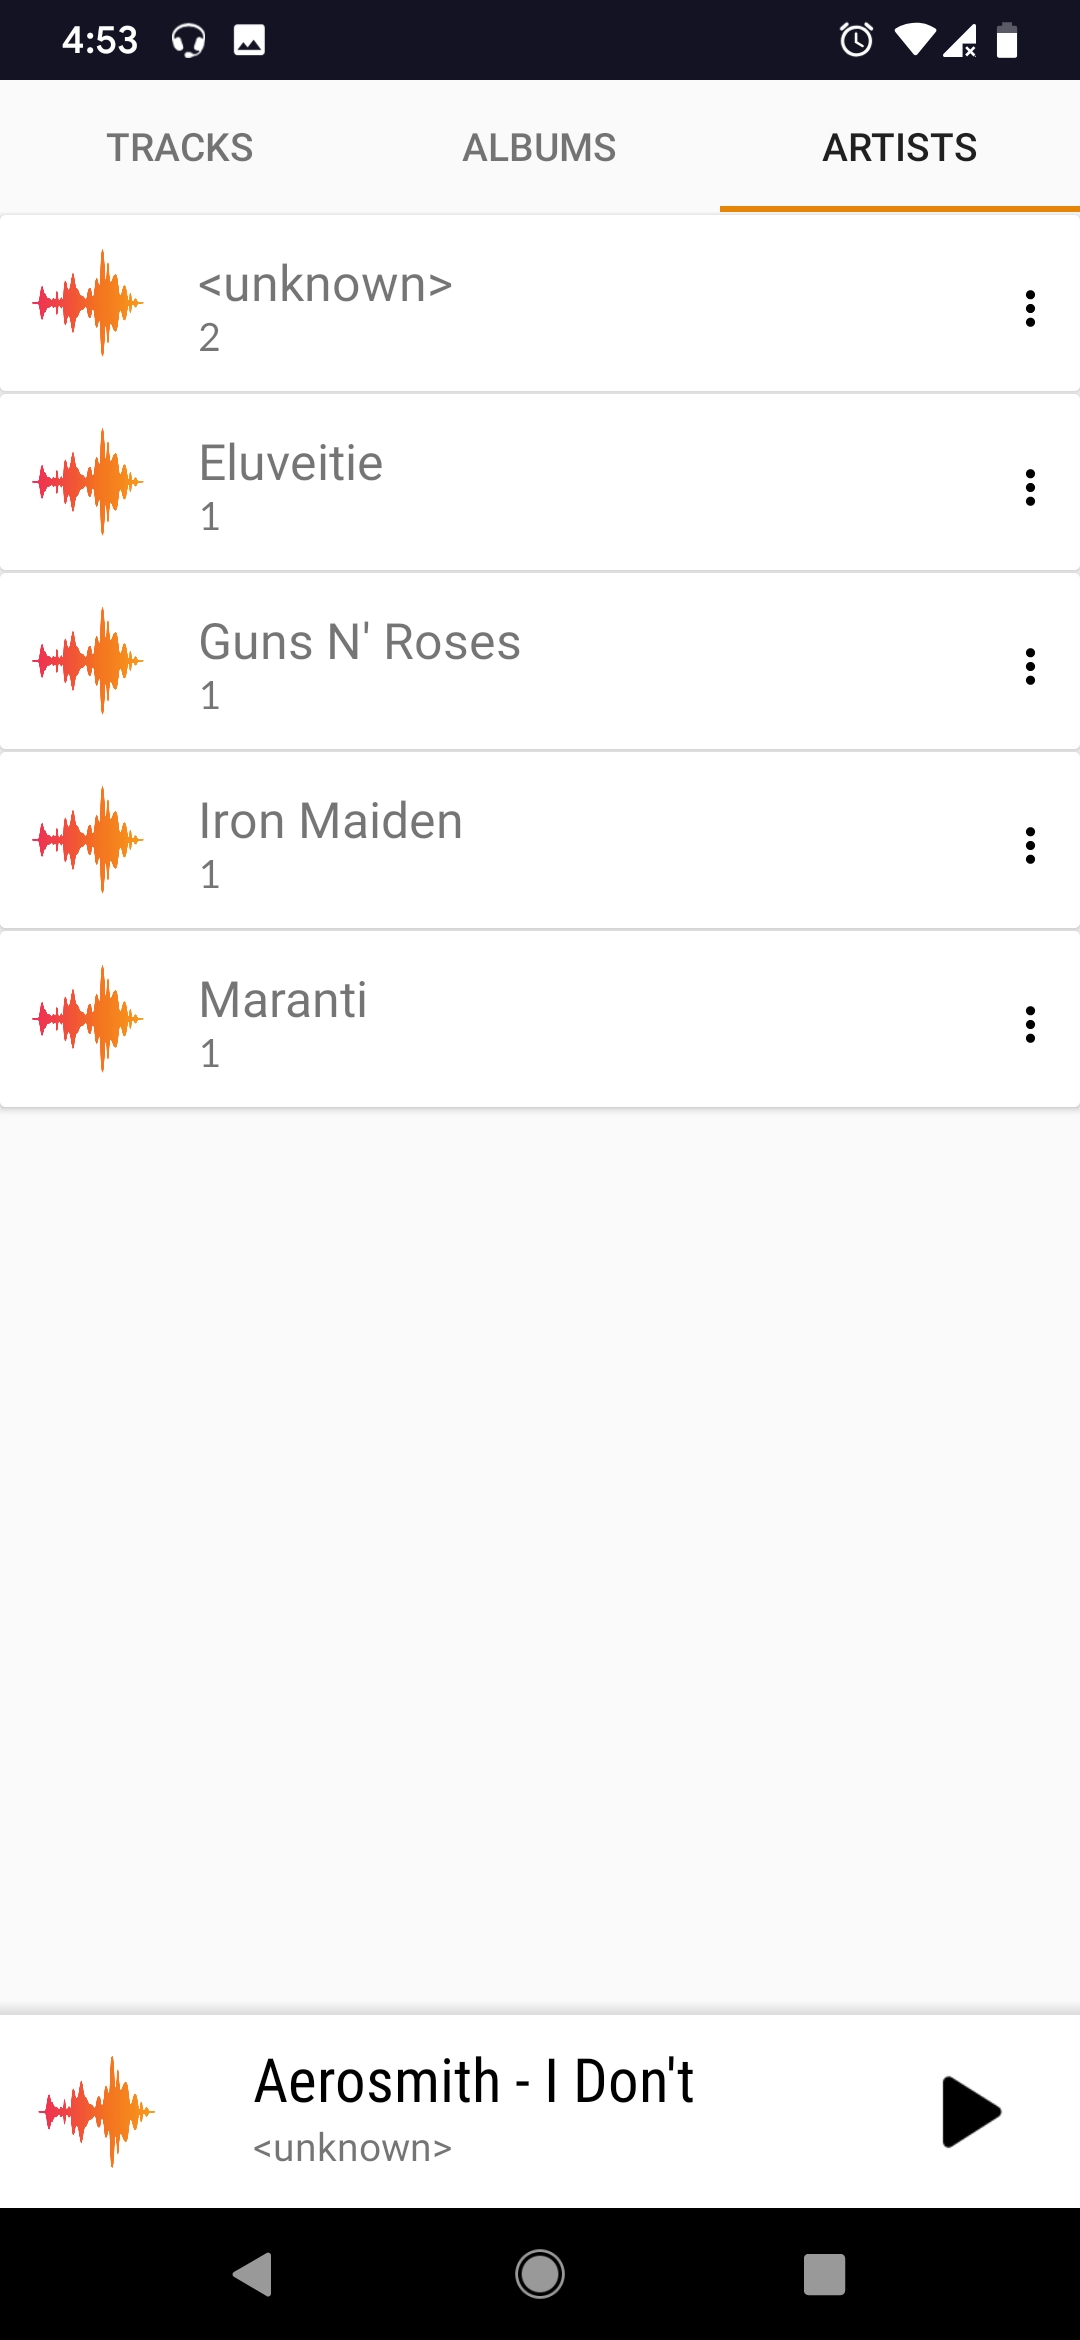 4:53
TRACKS ALBUMS ARTISTS
<unknown>
2
Eluveitie
1
Guns N' Roses
1
Iron Maiden
1
Maranti
1
Aerosmith - I Don't
<unknown>